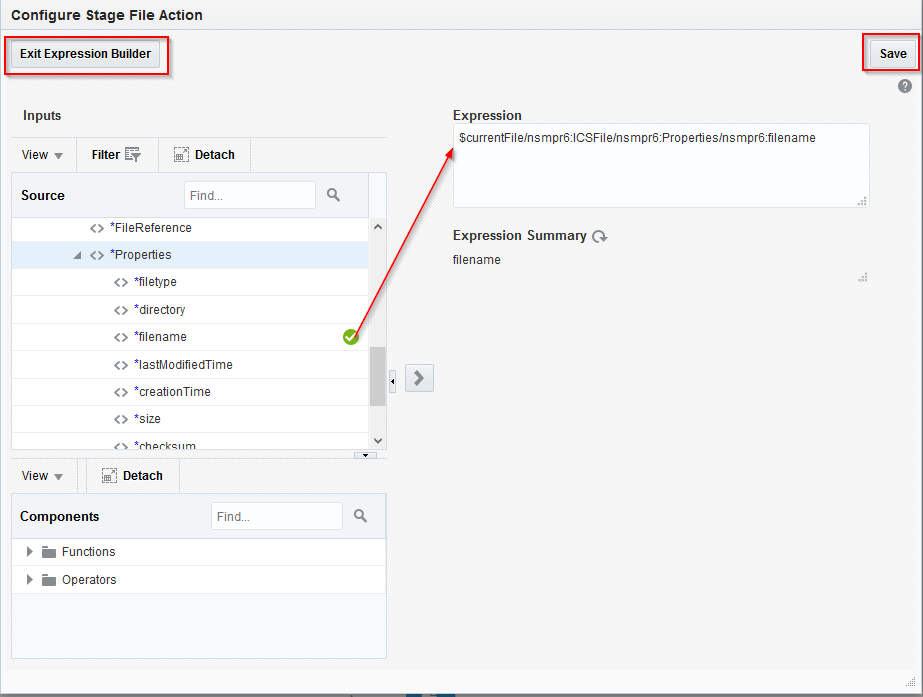 Configure Stage File Action
Exit Expression Builder
Save
?
Inputs
View
Filter
Detach
Source
Find...
<> *FileReference
<> *Properties
<> *filetype
<> *directory
<> *filename
<> *lastModifiedTime
<> *creationTime
<> *size
<> *checksum
View
Detach
Components
Find...
Functions
Operators
Expression
$currentFile/nsmpr6:ICSFile/nsmpr6:Properties/nsmpr6:filename
Expression Summary
filename